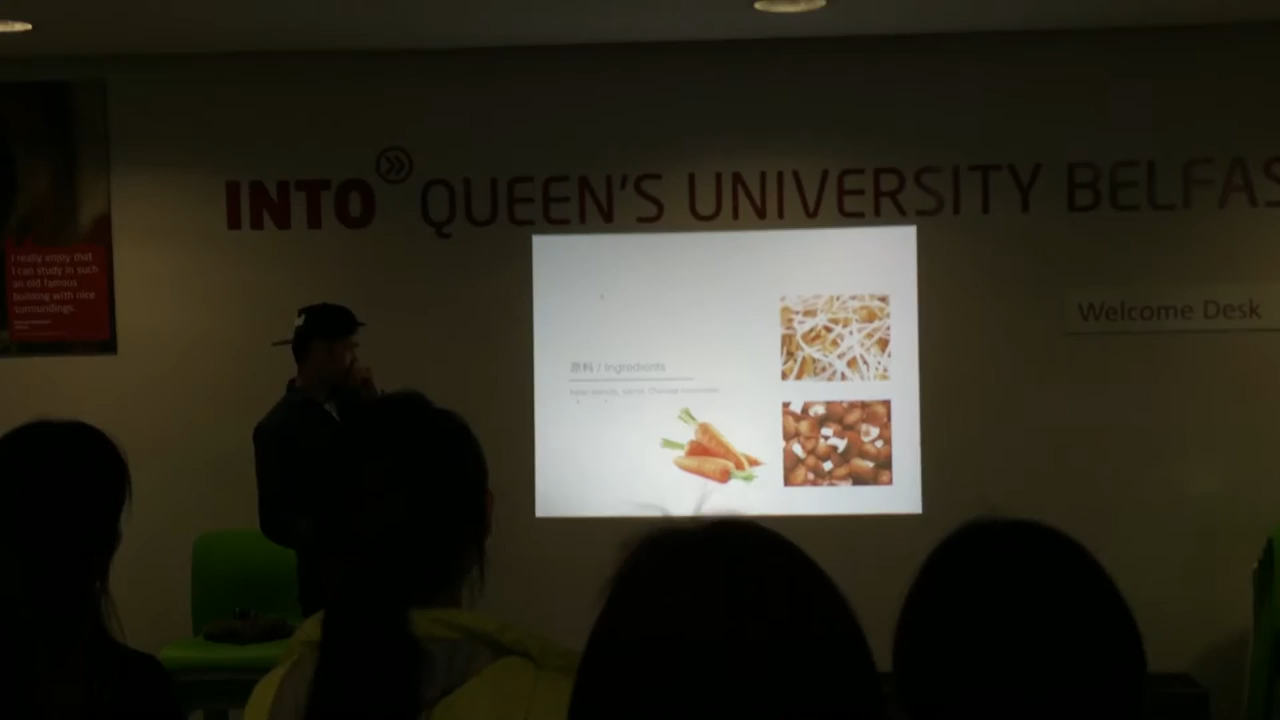 INTO QUEEN'S UNIVERSITY BELFAS
I really enjoy that
I can study in such
an old famous
building with nice
surroundings.
Welcome Desk
原料 / Ingredients